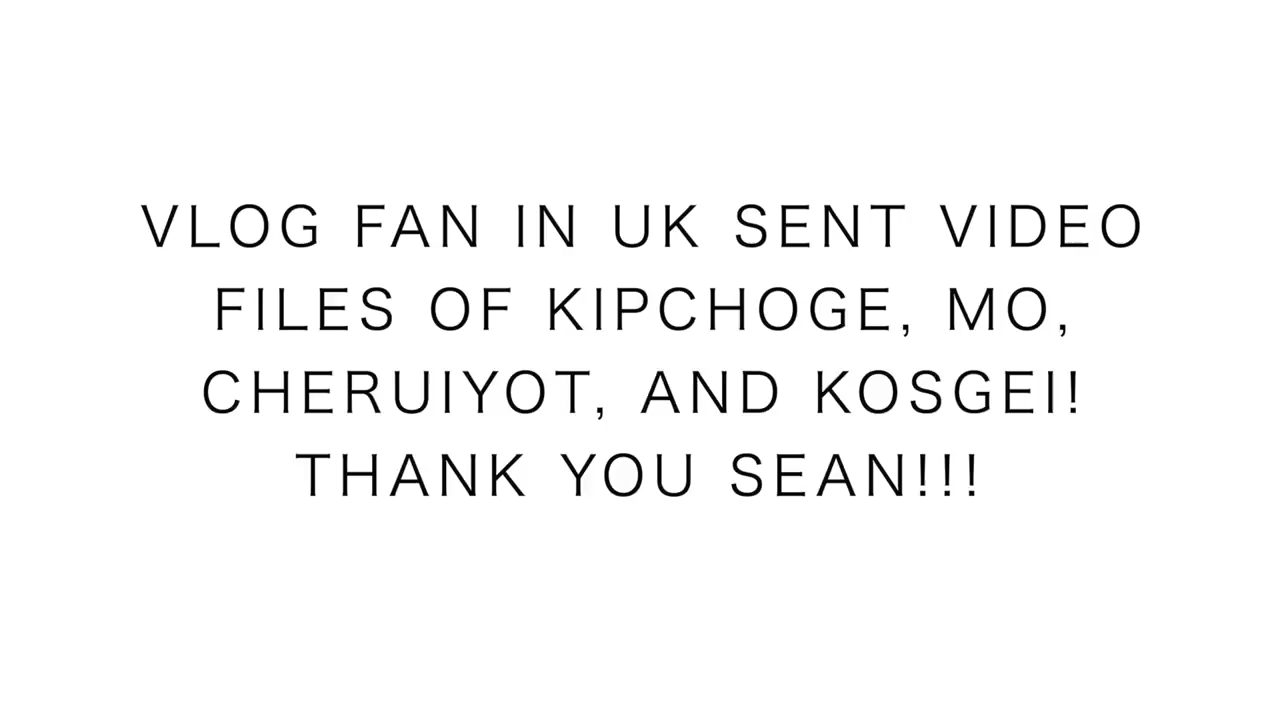 VLOG FAN IN UK SENT VIDEO
FILES OF KIPCHOGE, MO,
CHERUIYOT, AND KOSGEI!
THANK YOU SEAN!!!